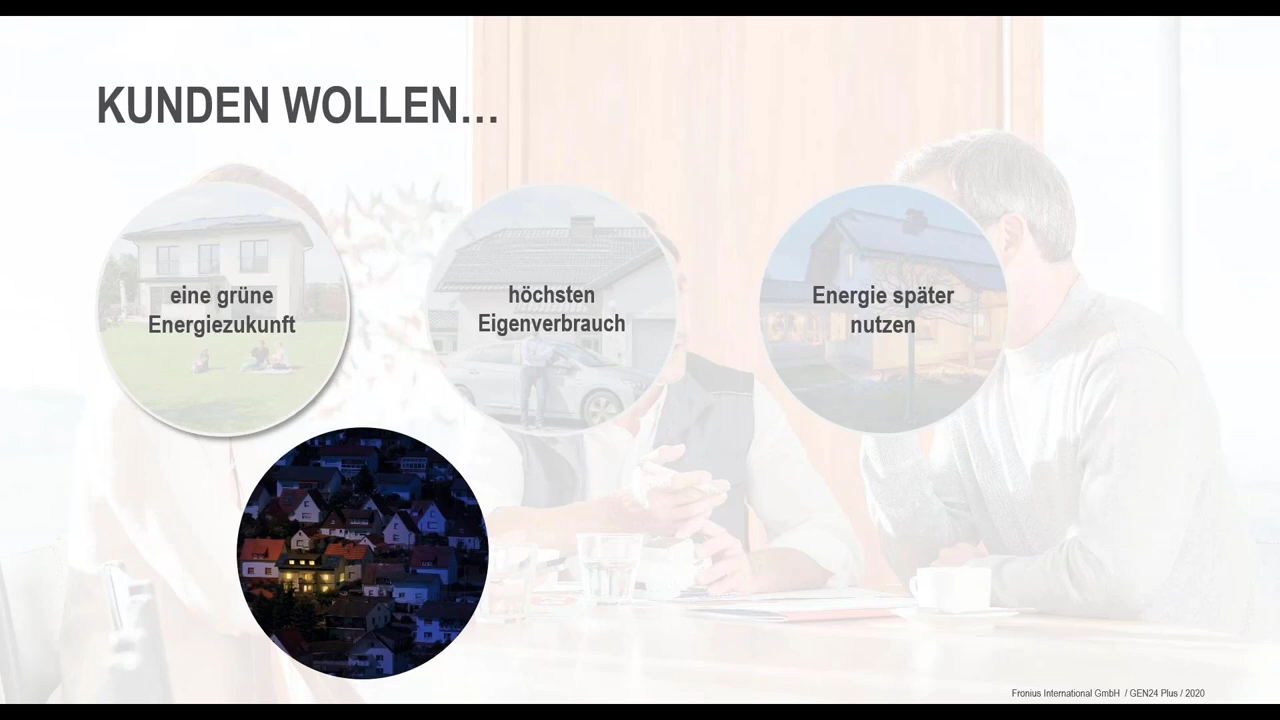 KUNDEN WOLLEN…
eine grüne
Energiezukunft
höchsten
Eigenverbrauch
Energie später
nutzen
Fronius International GmbH / GEN24 Plus / 2020